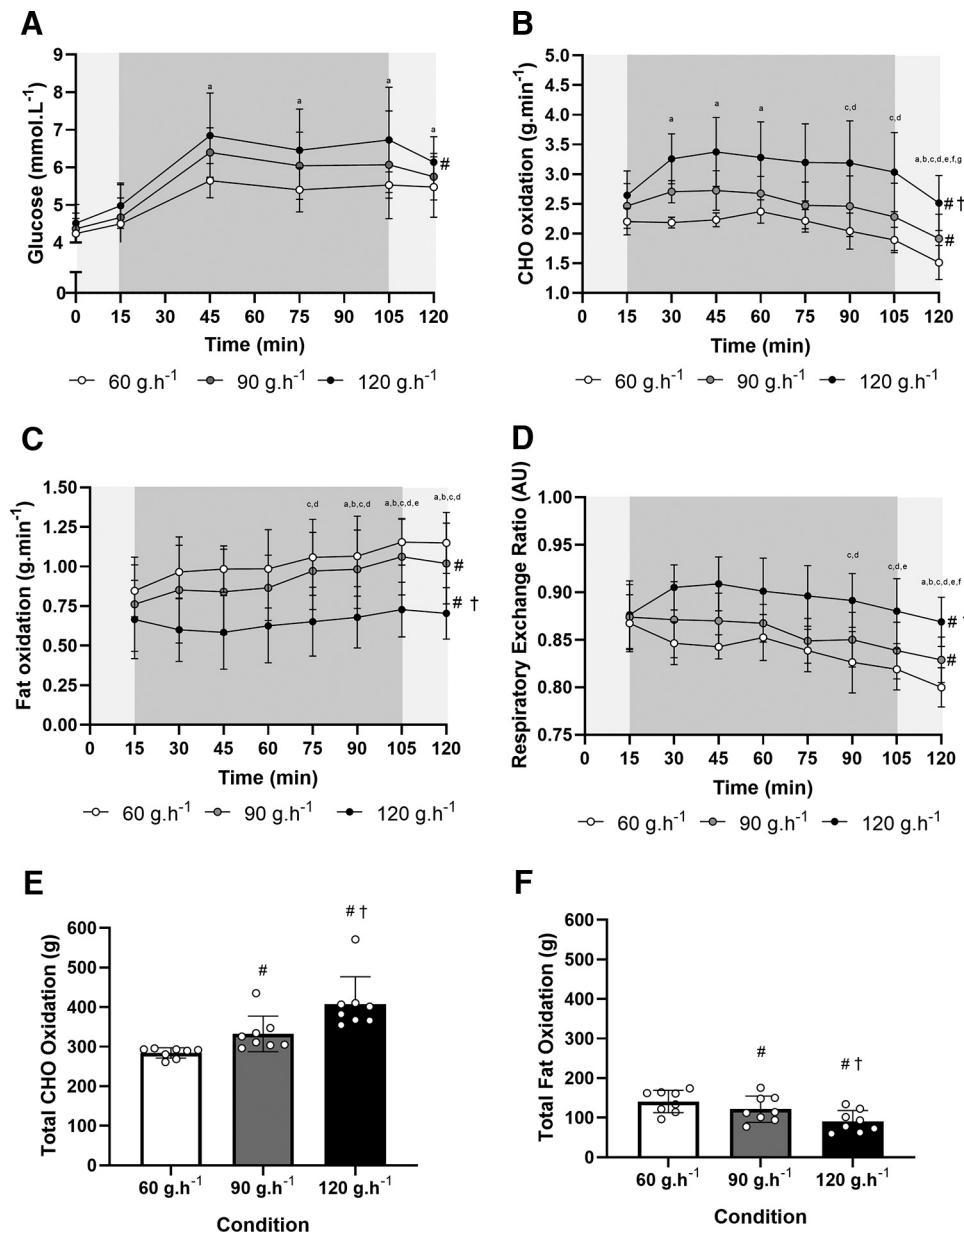 A
Glucose (mmol.L-1)
9
8
7
6
5
4
0
a
a
a
a
#
0 15 30 45 60 75 90 105 120
Time (min)
60 g.h-1 90 g.h-1 120 g.h-1
B
CHO oxidation (g.min-1)
5.0
4.5
4.0
3.5
3.0
2.5
2.0
1.5
1.0
a
a
a
c,d
c,d
a,b,c,d,e,f,g
# †
#
0 15 30 45 60 75 90 105 120
Time (min)
60 g.h-1 90 g.h-1 120 g.h-1
C
Fat oxidation (g.min-1)
1.50
1.25
1.00
0.75
0.50
0.25
0.00
c,d
a,b,c,d
a,b,c,d,e
a,b,c,d
#
# †
0 15 30 45 60 75 90 105 120
Time (min)
60 g.h-1 90 g.h-1 120 g.h-1
D
Respiratory Exchange Ratio (AU)
1.00
0.95
0.90
0.85
0.80
0.75
c,d
c,d,e
a,b,c,d,e,f
#
#
0 15 30 45 60 75 90 105 120
Time (min)
60 g.h-1 90 g.h-1 120 g.h-1
E
Total CHO Oxidation (g)
600
500
400
300
200
100
0
#
# †
60 g.h-1 90 g.h-1 120 g.h-1
Condition
F
Total Fat Oxidation (g)
600
500
400
300
200
100
0
#
# †
60 g.h-1 90 g.h-1 120 g.h-1
Condition